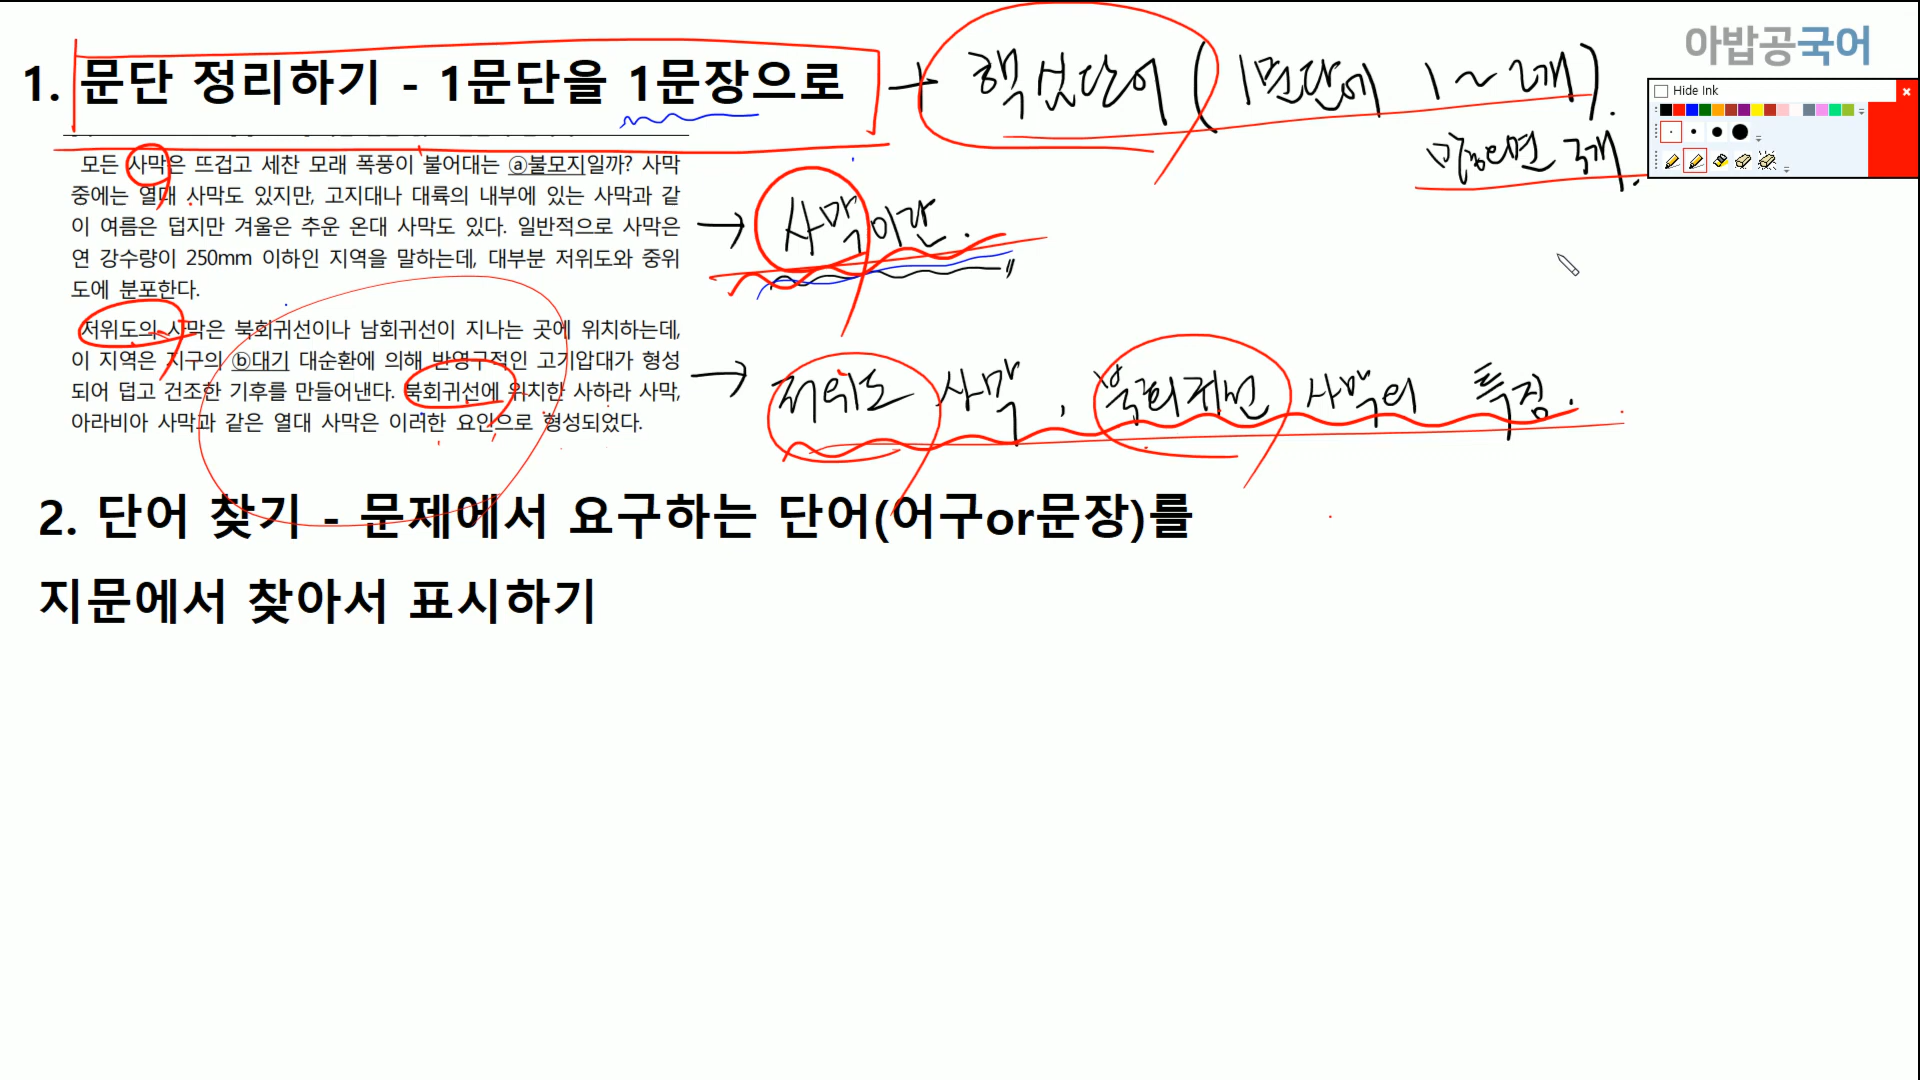 아밥공국어
1. 문단 정리하기 - 1문단을 1문장으로 → 핵심단어 (1문단에 1~2개).
많으면 3개.
Hide Ink
모든 사막은 뜨겁고 세찬 모래 폭풍이 불어대는 ⓐ불모지일까? 사막
중에는 열대 사막도 있지만, 고지대나 대륙의 내부에 있는 사막과 같
이 여름은 덥지만 겨울은 추운 온대 사막도 있다. 일반적으로 사막은
연 강수량이 250mm 이하인 지역을 말하는데, 대부분 저위도와 중위
도에 분포한다.
→ 사막이란.
저위도의 사막은 북회귀선이나 남회귀선이 지나는 곳에 위치하는데,
이 지역은 지구의 ⓑ대기 대순환에 의해 반영구적인 고기압대가 형성
되어 덥고 건조한 기후를 만들어낸다. 북회귀선에 위치한 사하라 사막,
아라비아 사막과 같은 열대 사막은 이러한 요인으로 형성되었다.
→ 저위도 사막, 북회귀선 사막의 특징.
2. 단어 찾기 - 문제에서 요구하는 단어(어구or문장)를
지문에서 찾아서 표시하기